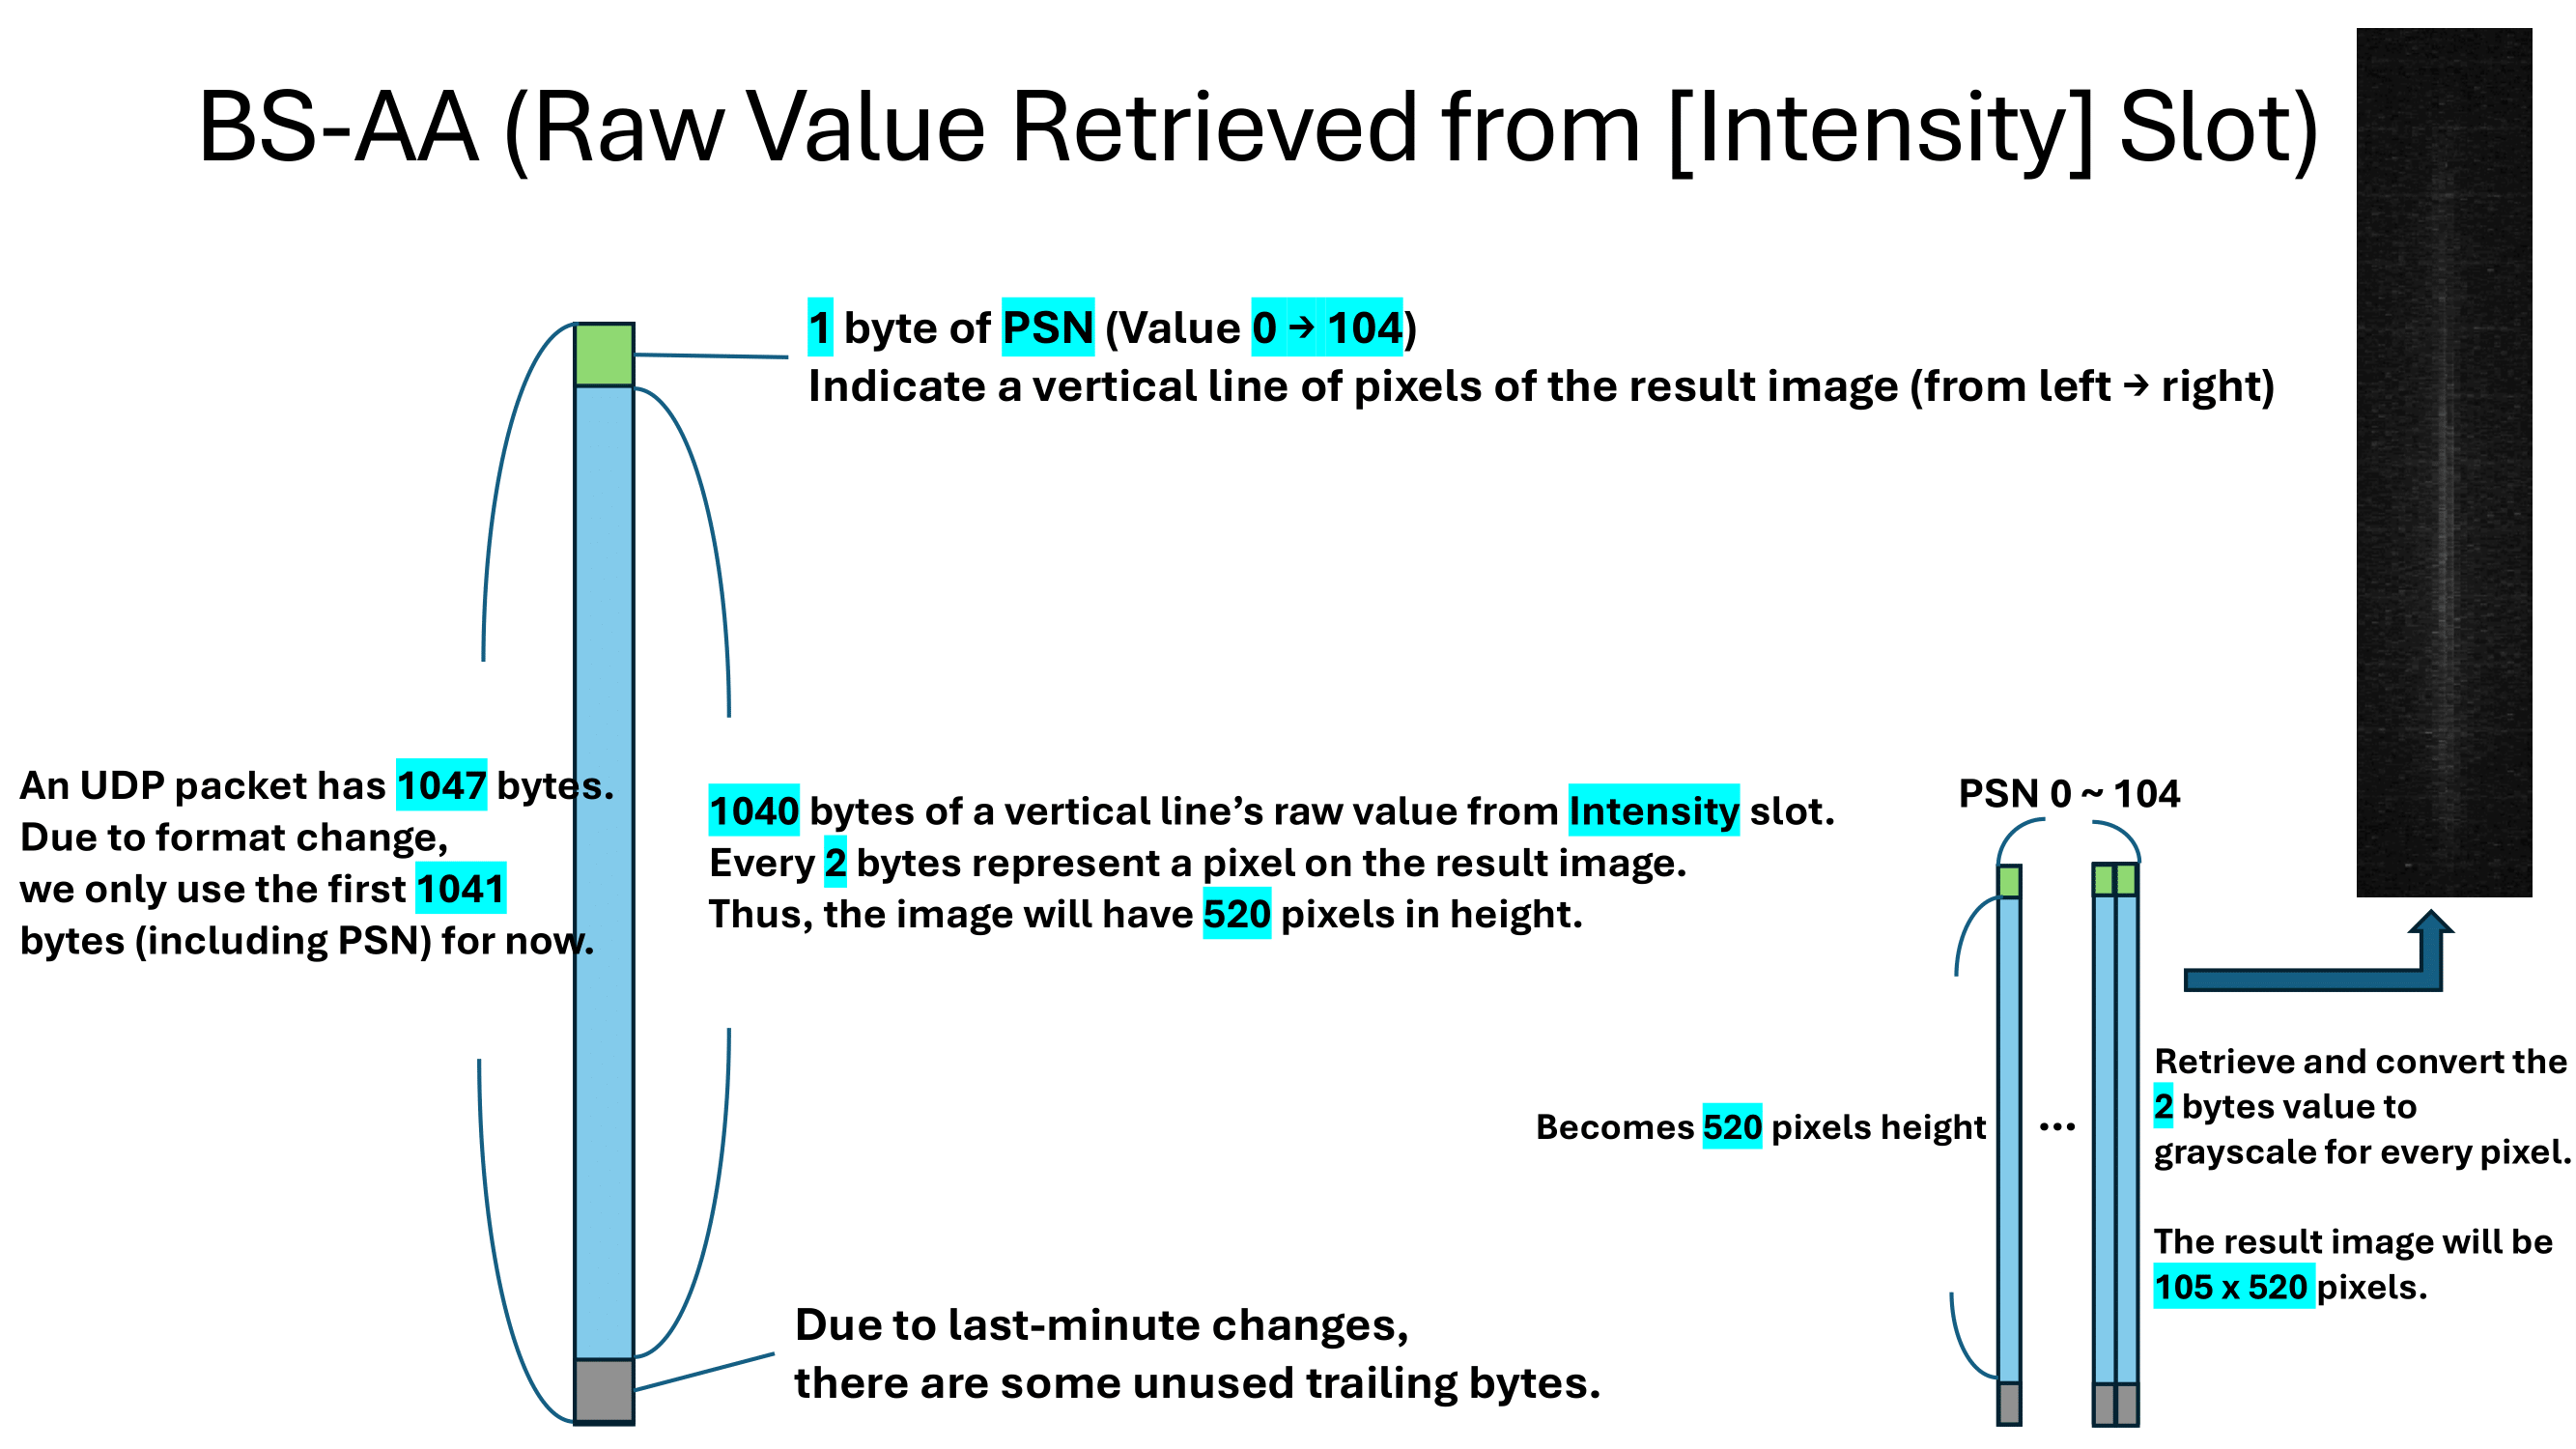 BS-AA (Raw Value Retrieved from [Intensity] Slot)
1 byte of PSN (Value 0 → 104)
Indicate a vertical line of pixels of the result image (from left → right)
An UDP packet has 1047 bytes.
Due to format change,
we only use the first 1041
bytes (including PSN) for now.
1040 bytes of a vertical line’s raw value from Intensity slot.
Every 2 bytes represent a pixel on the result image.
Thus, the image will have 520 pixels in height.
Due to last-minute changes,
there are some unused trailing bytes.
PSN 0 ~ 104
Becomes 520 pixels height
...
Retrieve and convert the
2 bytes value to
grayscale for every pixel.
The result image will be
105 x 520 pixels.